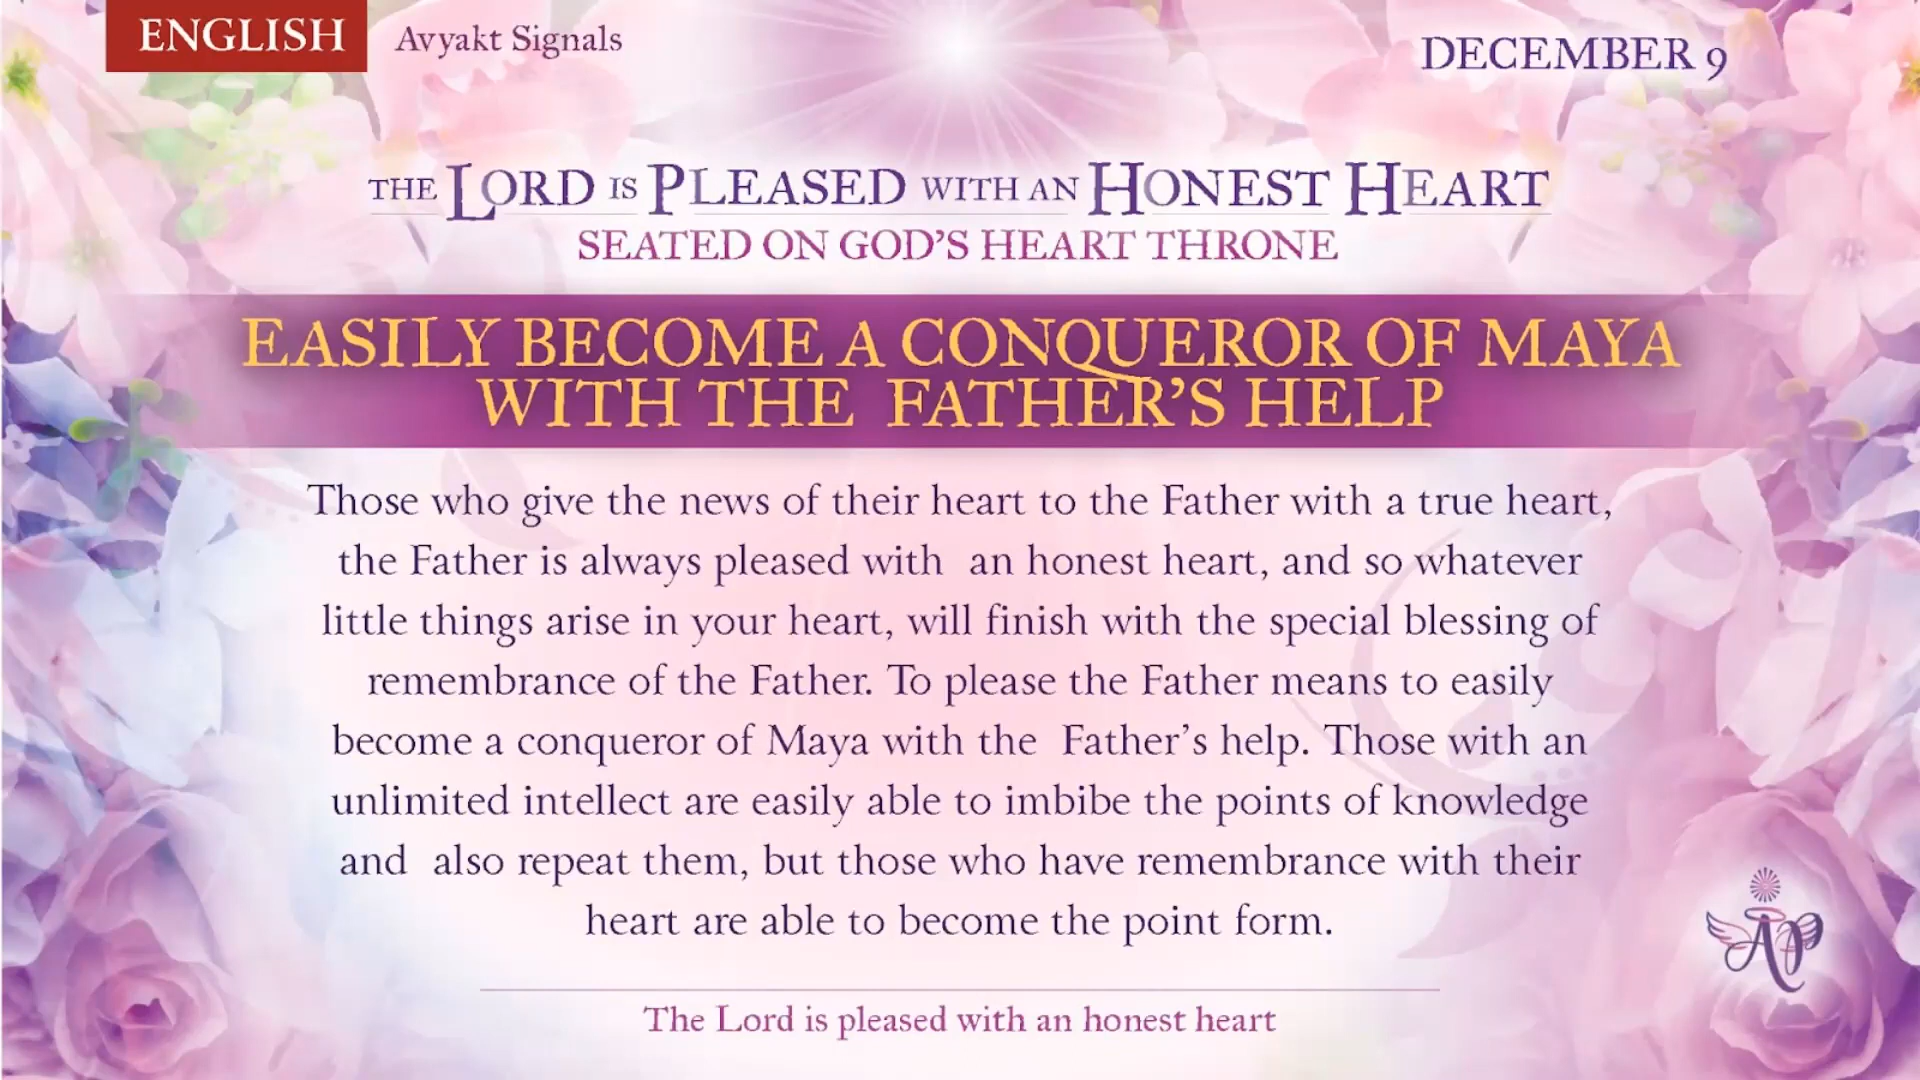 ENGLISH
Avyakt Signals
DECEMBER 9
THE LORD IS PLEASED WITH AN HONEST HEART
SEATED ON GOD'S HEART THRONE
EASILY BECOME A CONQUEROR OF MAYA
WITH THE FATHER'S HELP
Those who give the news of their heart to the Father with a true heart,
the Father is always pleased with an honest heart, and so whatever
little things arise in your heart, will finish with the special blessing of
remembrance of the Father. To please the Father means to easily
become a conqueror of Maya with the Father's help. Those with an
unlimited intellect are easily able to imbibe the points of knowledge
and also repeat them, but those who have remembrance with their
heart are able to become the point form.
AP
The Lord is pleased with an honest heart